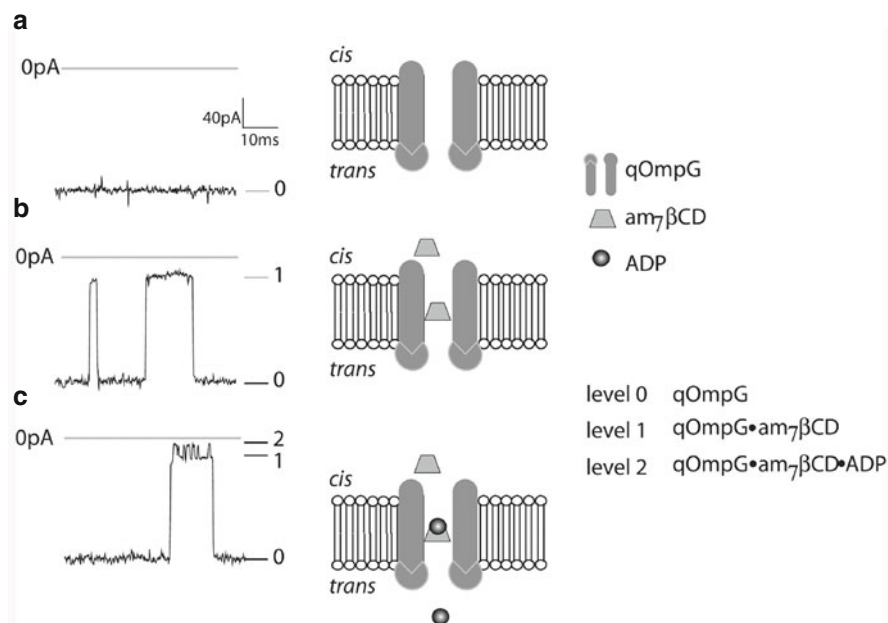 a
0pA
40pA
10ms
0
cis
trans
qOmpG
am₇βCD
ADP
b
0pA
1
0
cis
trans
c
0pA
2
1
0
cis
trans
level 0 qOmpG
level 1 qOmpG•am₇βCD
level 2 qOmpG•am₇βCD•ADP